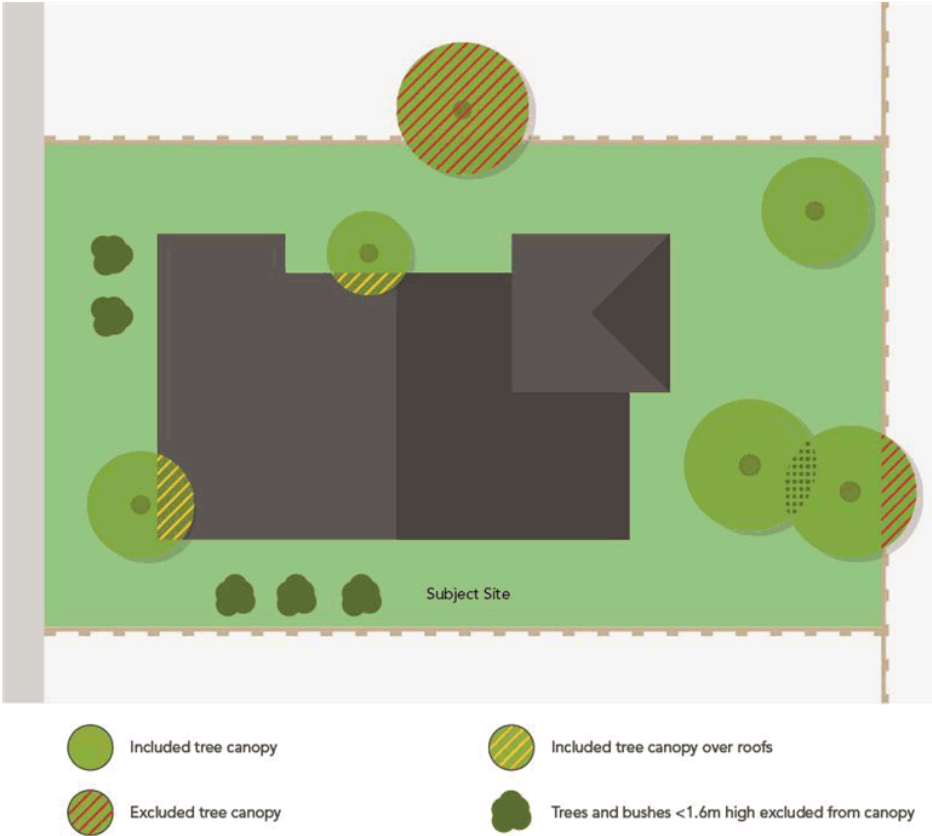 Subject Site
Included tree canopy
Included tree canopy over roofs
Excluded tree canopy
Trees and bushes <1.6m high excluded from canopy